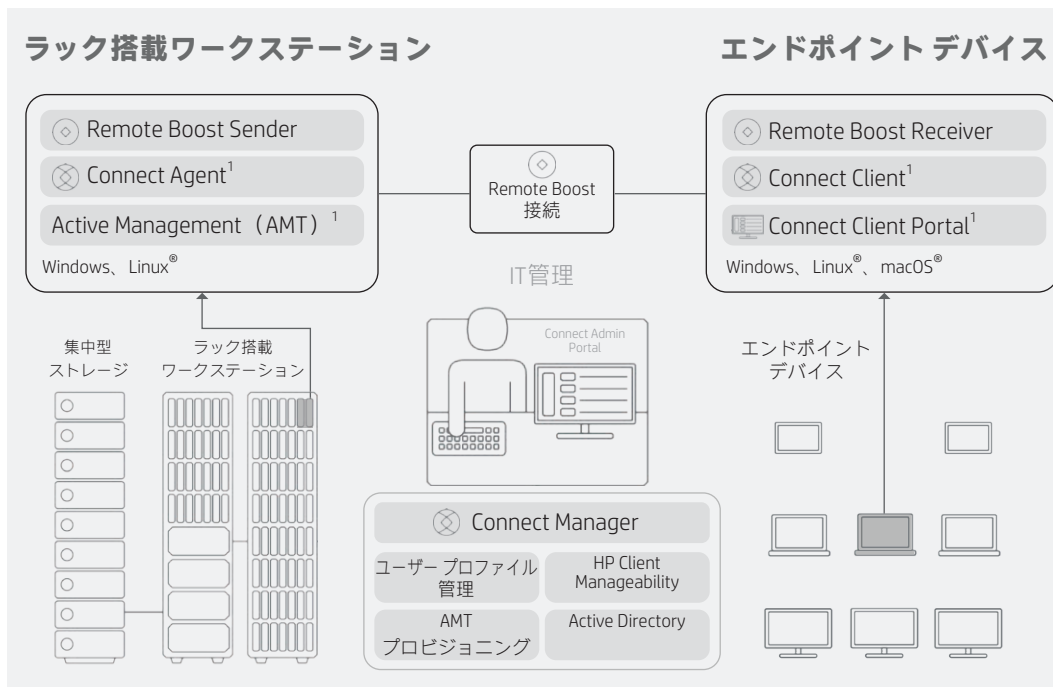 ラック搭載ワークステーション
エンドポイント デバイス
Remote Boost Sender
Connect Agent¹
Active Management（AMT）¹
Windows、Linux®
Remote Boost
接続
Remote Boost Receiver
Connect Client¹
Connect Client Portal¹
Windows、Linux®、macOS®
IT管理
Connect Admin
Portal
集中型
ストレージ
ラック搭載
ワークステーション
エンドポイント
デバイス
Connect Manager
ユーザー プロファイル
管理
HP Client
Manageability
AMT
プロビジョニング
Active Directory